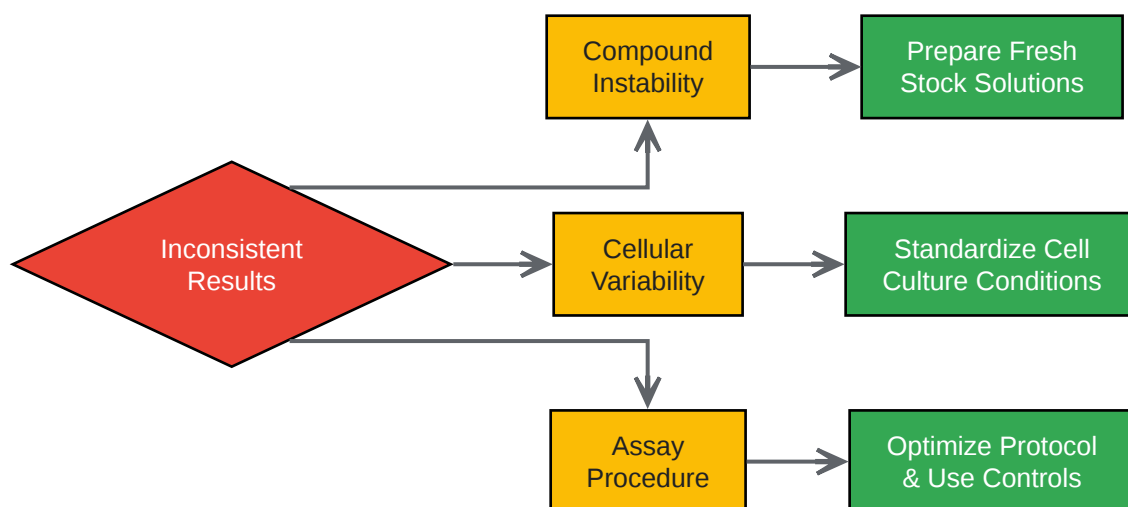 Compound
Instability
Prepare Fresh
Stock Solutions
Inconsistent
Results
Cellular
Variability
Standardize Cell
Culture Conditions
Assay
Procedure
Optimize Protocol
& Use Controls